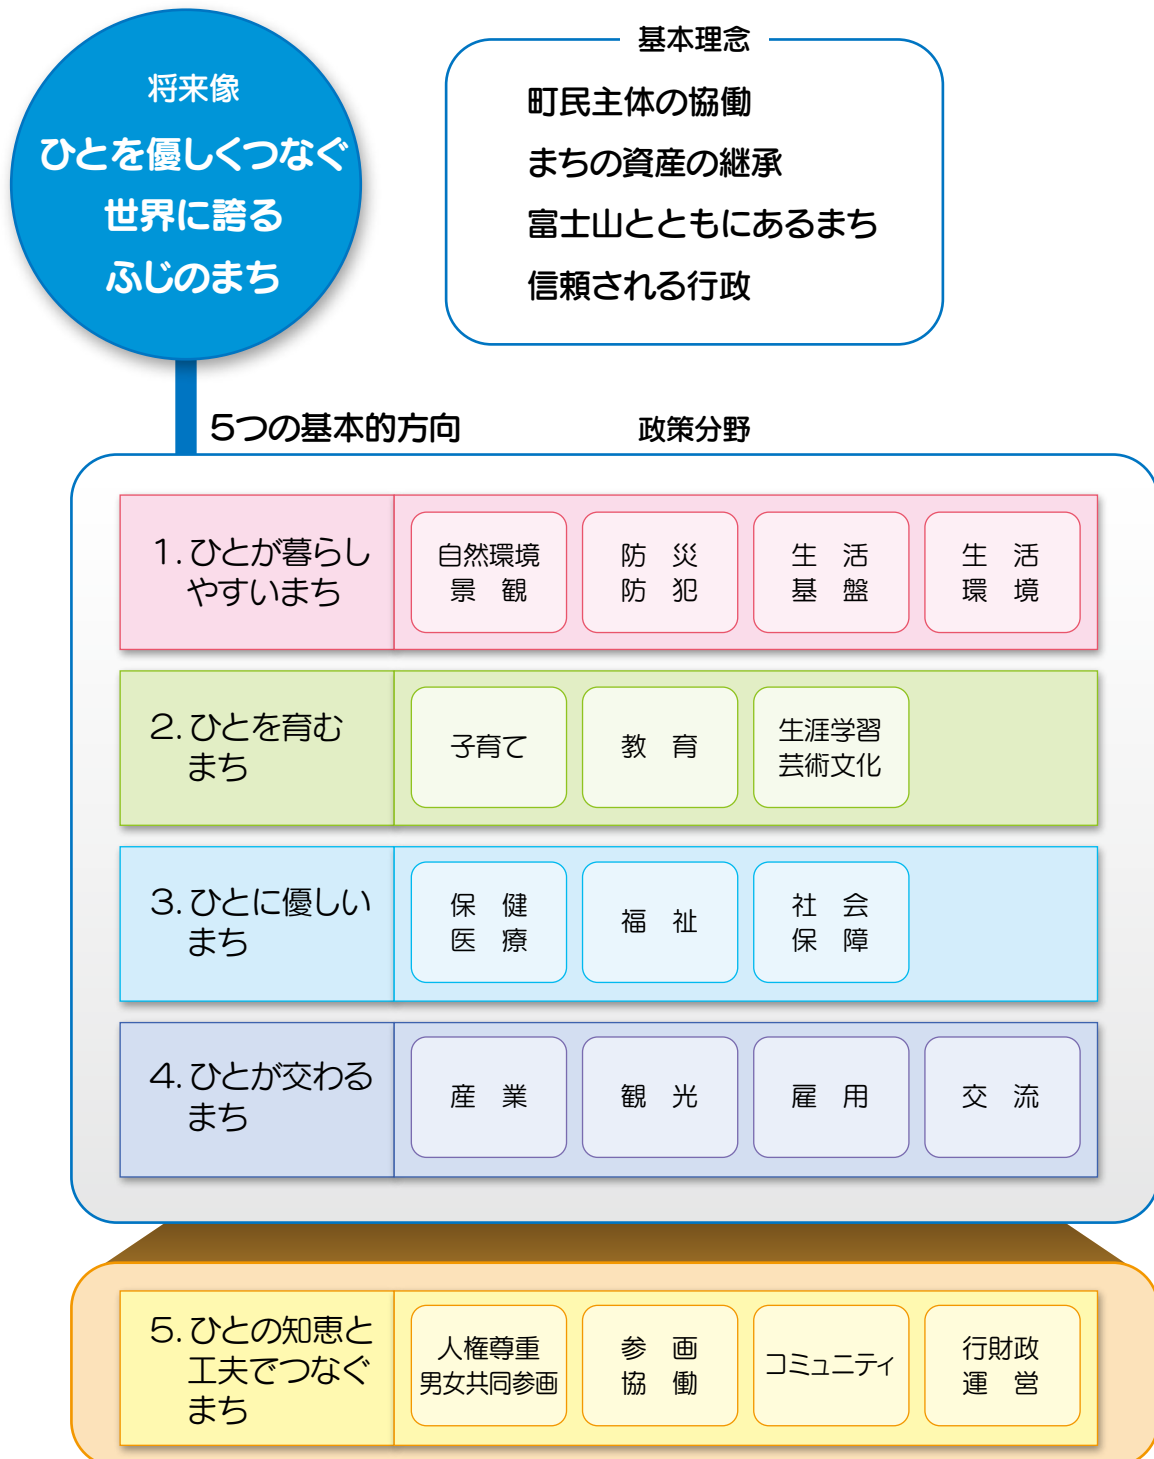 将来像
ひとを優しくつなぐ
世界に誇る
ふじのまち
基本理念
町民主体の協働
まちの資産の継承
富士山とともにあるまち
信頼される行政
5つの基本的方向
政策分野
1. ひとが暮らし
やすいまち
自然環境
景 観
防 災
防 犯
生 活
基 盤
生 活
環 境
2. ひとを育む
まち
子育て
教 育
生涯学習
芸術文化
3. ひとに優しい
まち
保 健
医 療
福 祉
社 会
保 障
4. ひとが交わる
まち
産 業
観 光
雇 用
交 流
5. ひとの知恵と
工夫でつなぐ
まち
人権尊重
男女共同参画
参 画
協 働
コミュニティ
行財政
運 営